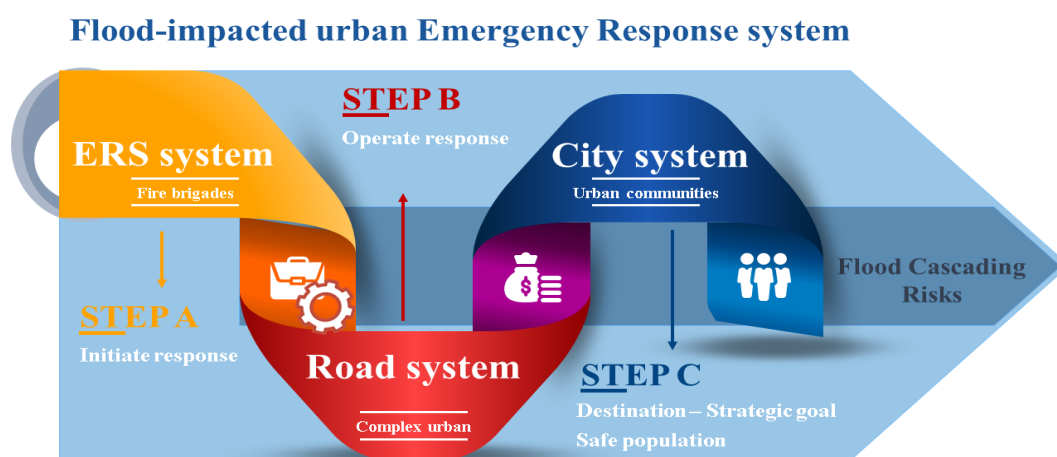 Flood-impacted urban Emergency Response system
ERS system
Fire brigades
STEP A
Initiate response
STEP B
Operate response
Road system
Complex urban
City system
Urban communities
$
STEP C
Destination – Strategic goal
Safe population
Flood Cascading
Risks